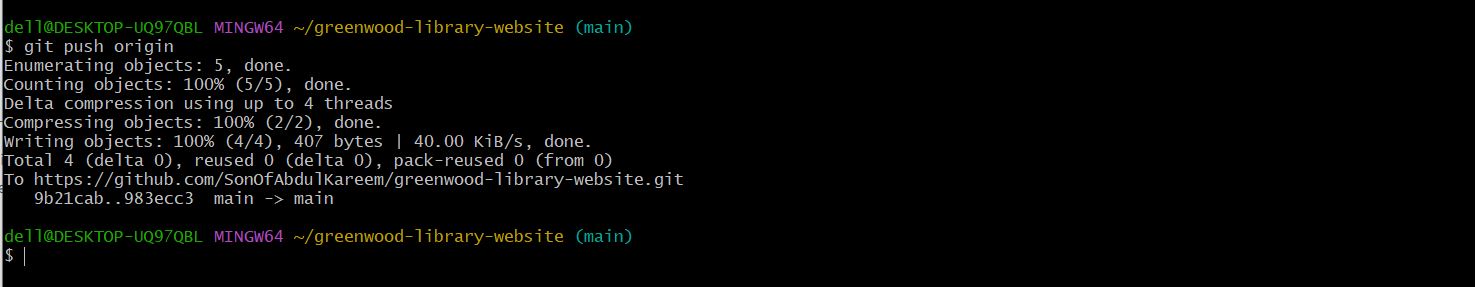 dell@DESKTOP-UQ97QBL MINGW64 ~/greenwood-library-website (main)
$ git push origin
Enumerating objects: 5, done.
Counting objects: 100% (5/5), done.
Delta compression using up to 4 threads
Compressing objects: 100% (2/2), done.
Writing objects: 100% (4/4), 407 bytes | 40.00 KiB/s, done.
Total 4 (delta 0), reused 0 (delta 0), pack-reused 0 (from 0)
To https://github.com/SonOfAbdulKareem/greenwood-library-website.git
   9b21cab..983ecc3  main -> main
dell@DESKTOP-UQ97QBL MINGW64 ~/greenwood-library-website (main)
$